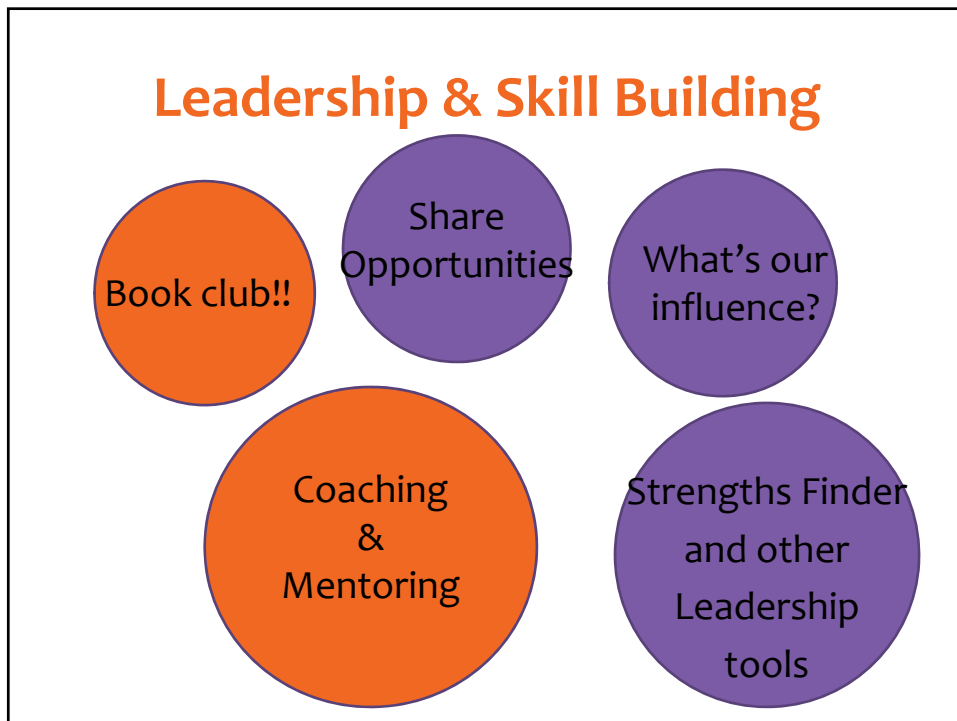 Leadership & Skill Building
Book club!!
Share
Opportunities
What’s our
influence?
Coaching
&
Mentoring
Strengths Finder
and other
Leadership
tools